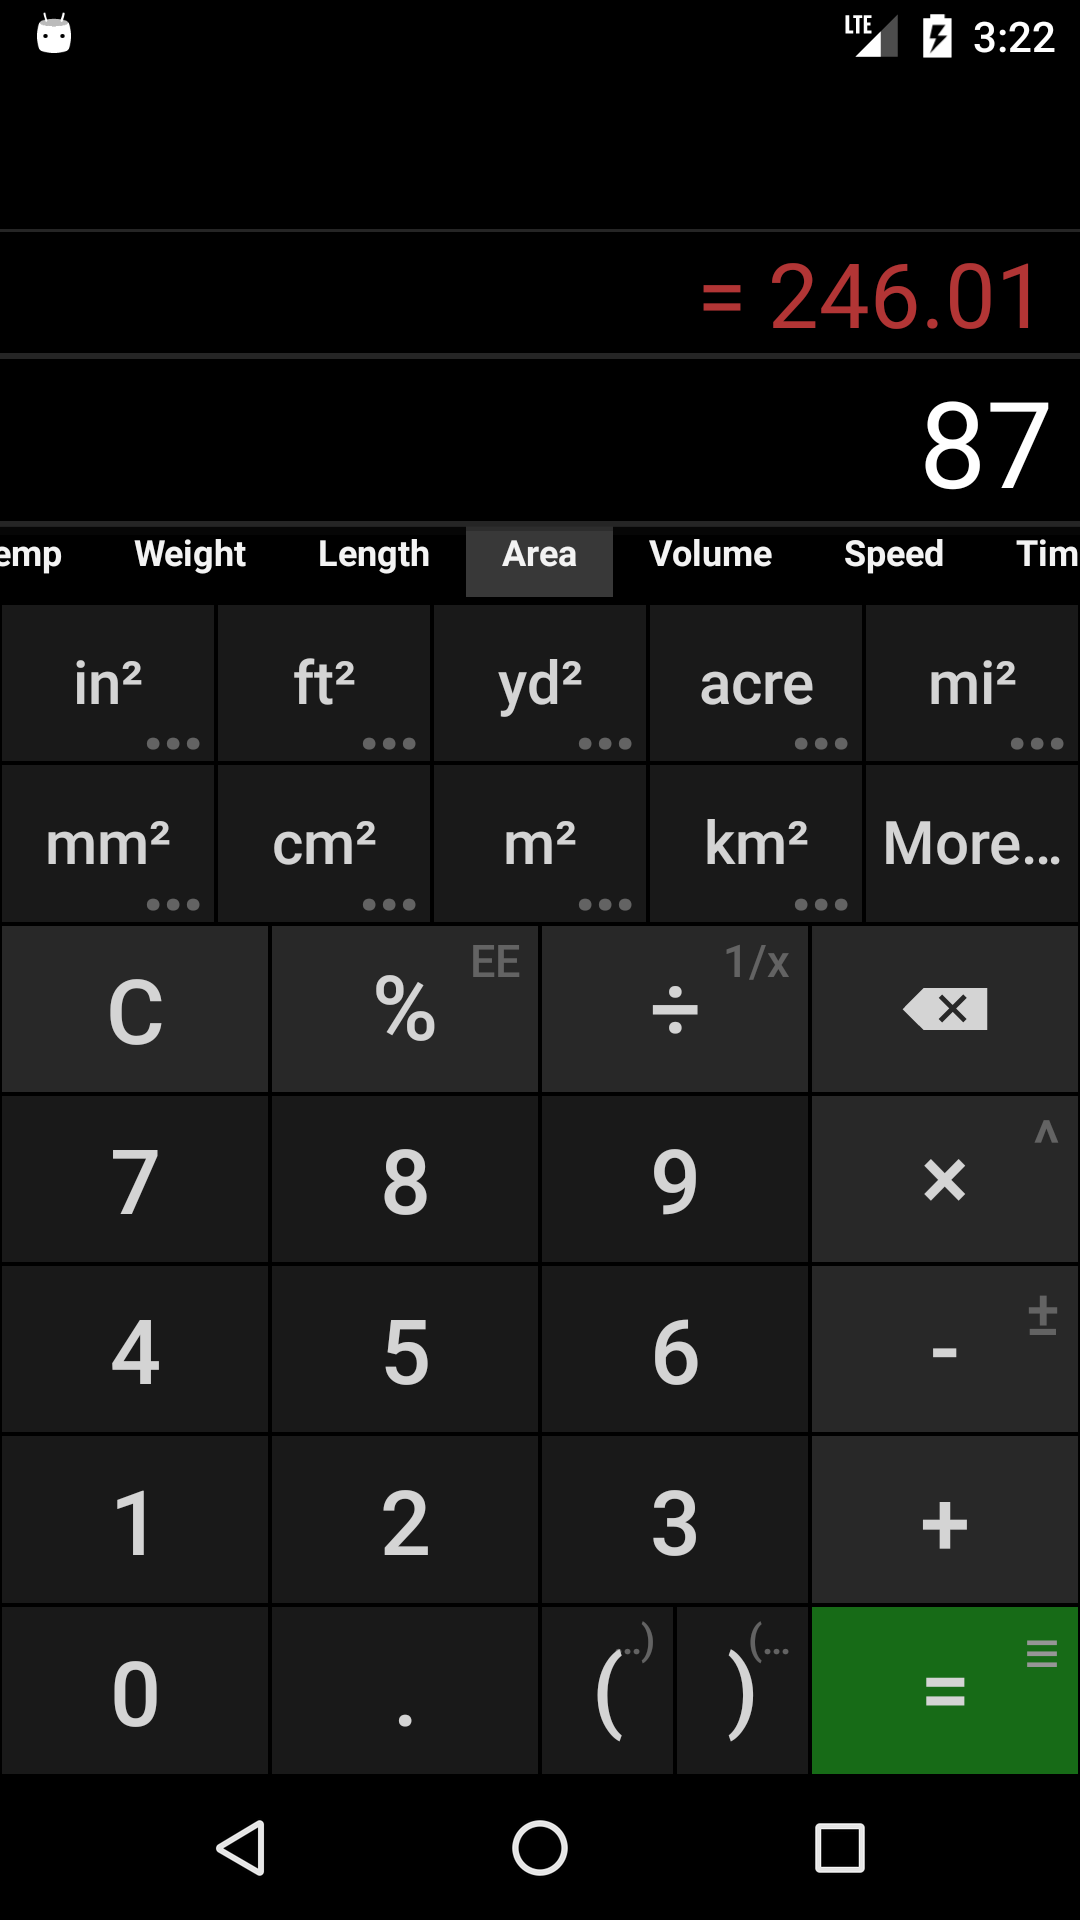 LTE 3:22
= 246.01
87
emp Weight Length Area Volume Speed Tim
in² ft² yd² acre mi²
mm² cm² m² km² More...
C % EE ÷ 1/x
7 8 9 × ^
4 5 6 - ±
1 2 3 +
0 . ( ..) ) (... =